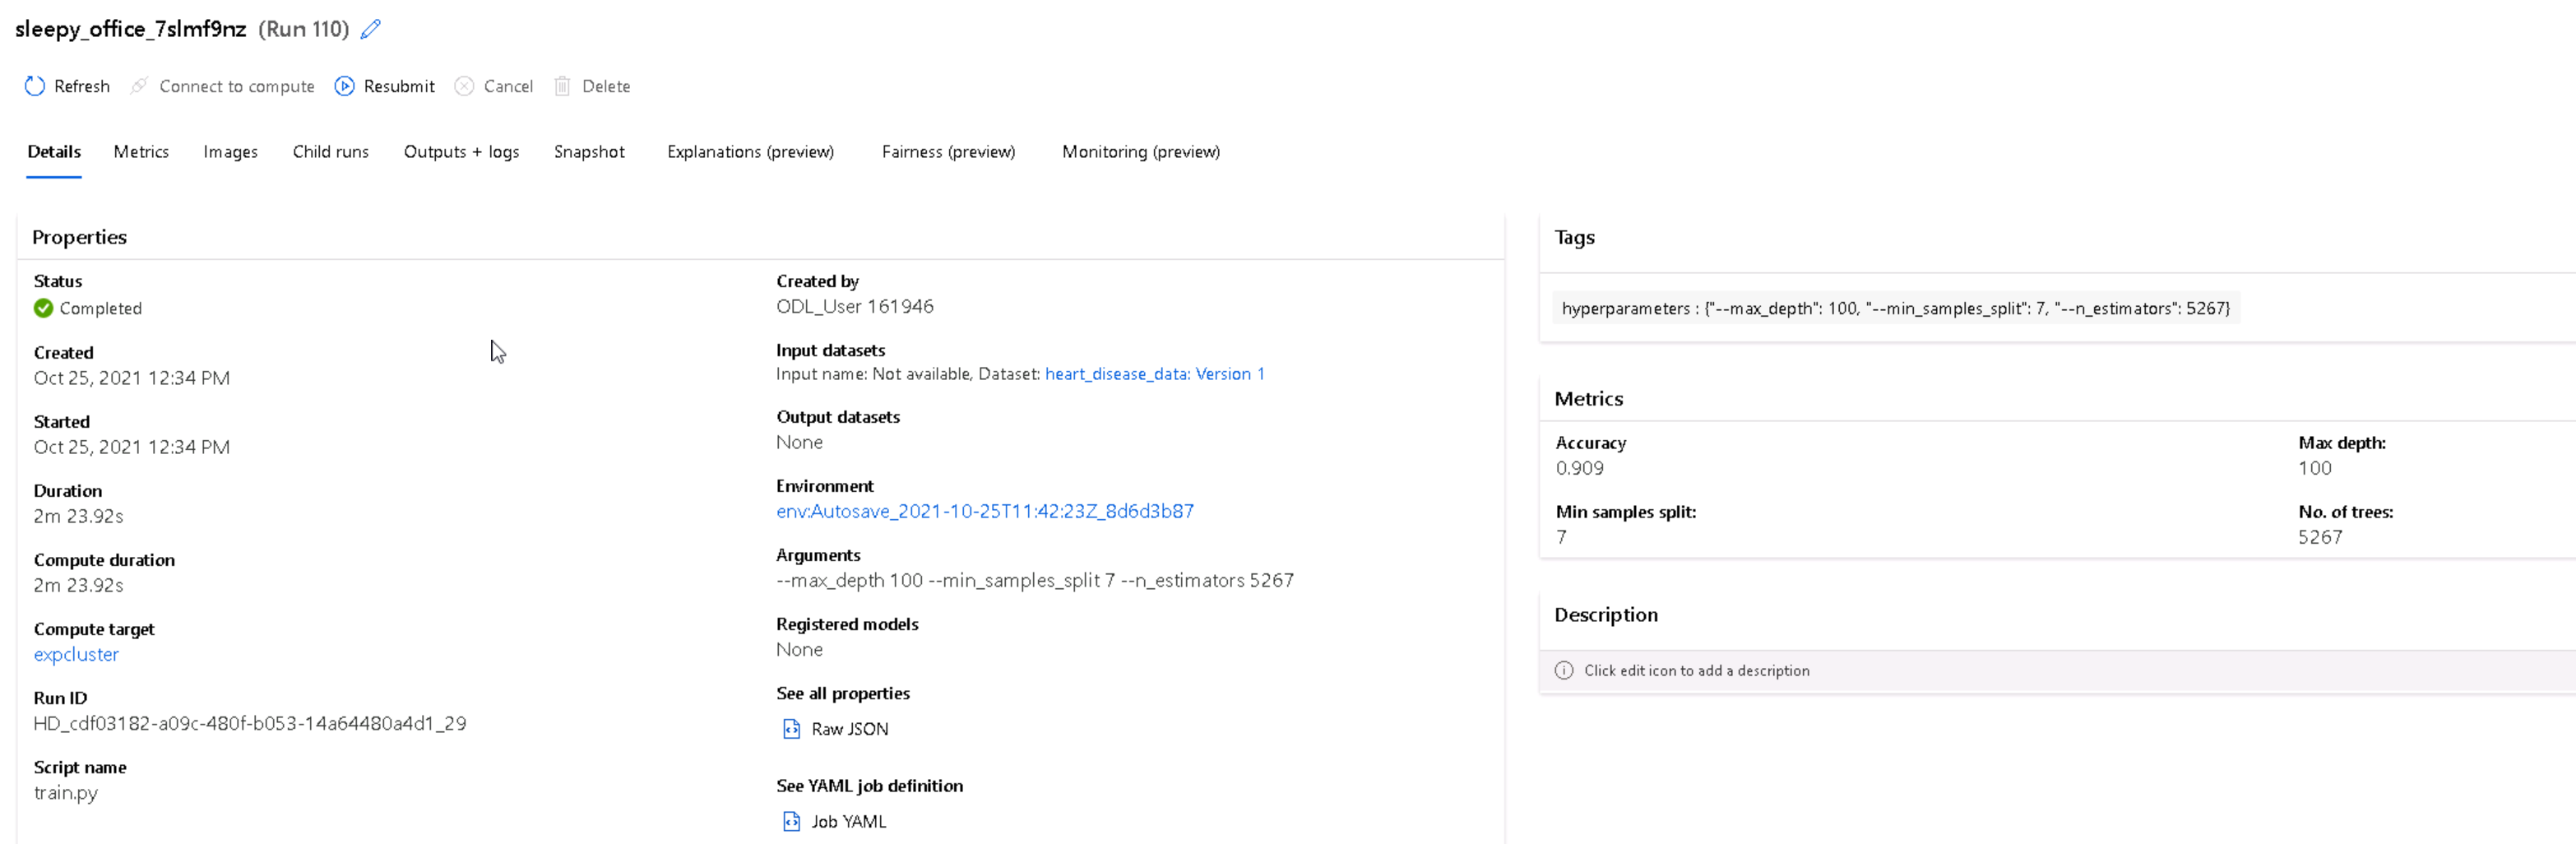 sleepy_office_7slmf9nz (Run 110)
Refresh Connect to compute Resubmit Cancel Delete
Details Metrics Images Child runs Outputs + logs Snapshot Explanations (preview) Fairness (preview) Monitoring (preview)
Properties
Status
Completed
Created
Oct 25, 2021 12:34 PM
Started
Oct 25, 2021 12:34 PM
Duration
2m 23.92s
Compute duration
2m 23.92s
Compute target
expcluster
Run ID
HD_cdf03182-a09c-480f-b053-14a64480a4d1_29
Script name
train.py
Created by
ODL_User 161946
Input datasets
Input name: Not available, Dataset: heart_disease_data: Version 1
Output datasets
None
Environment
env:Autosave_2021-10-25T11:42:23Z_8d6d3b87
Arguments
--max_depth 100 --min_samples_split 7 --n_estimators 5267
Registered models
None
See all properties
Raw JSON
See YAML job definition
Job YAML
Tags
hyperparameters : {"--max_depth": 100, "--min_samples_split": 7, "--n_estimators": 5267}
Metrics
Accuracy
0.909
Max depth:
100
Min samples split:
7
No. of trees:
5267
Description
Click edit icon to add a description